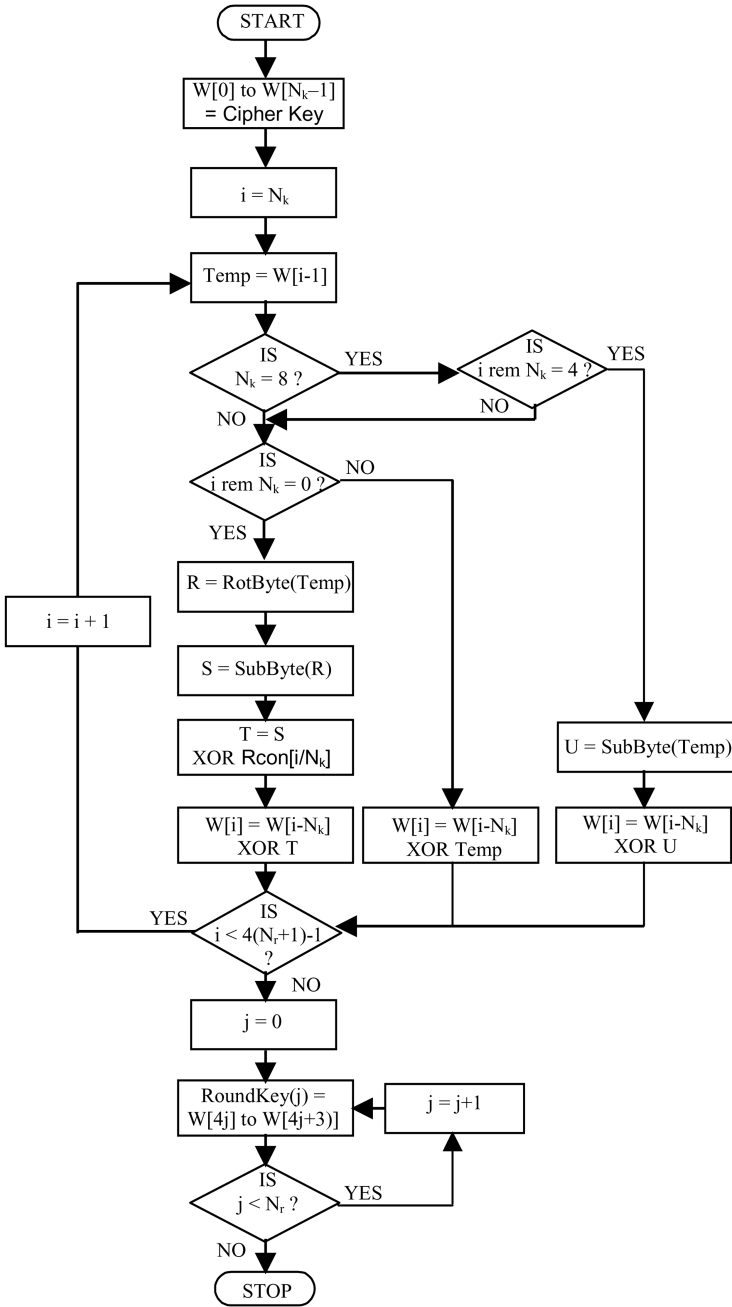 START
W[0] to W[Nk–1]
= Cipher Key
i = Nk
Temp = W[i-1]
IS
Nk = 8 ?
YES
IS
i rem Nk = 4 ?
YES
NO
NO
IS
i rem Nk = 0 ?
NO
YES
R = RotByte(Temp)
i = i + 1
S = SubByte(R)
T = S
XOR Rcon[i/Nk]
U = SubByte(Temp)
W[i] = W[i-Nk]
XOR T
W[i] = W[i-Nk]
XOR Temp
W[i] = W[i-Nk]
XOR U
YES
IS
i < 4(Nr+1)-1
?
NO
j = 0
RoundKey(j) =
W[4j] to W[4j+3)]
j = j+1
IS
j < Nr ?
YES
NO
STOP